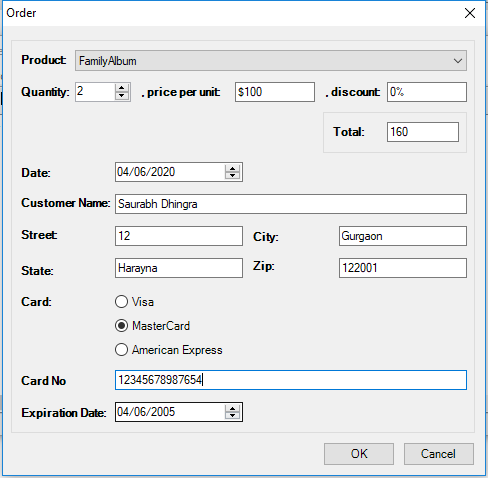 Order
Product: FamilyAlbum
Quantity: 2 , price per unit: $100 , discount: 0%
Total: 160
Date: 04/06/2020
Customer Name: Saurabh Dhingra
Street: 12 City: Gurgaon
State: Harayna Zip: 122001
Card: Visa
MasterCard
American Express
Card No 12345678987654
Expiration Date: 04/06/2005
OK Cancel